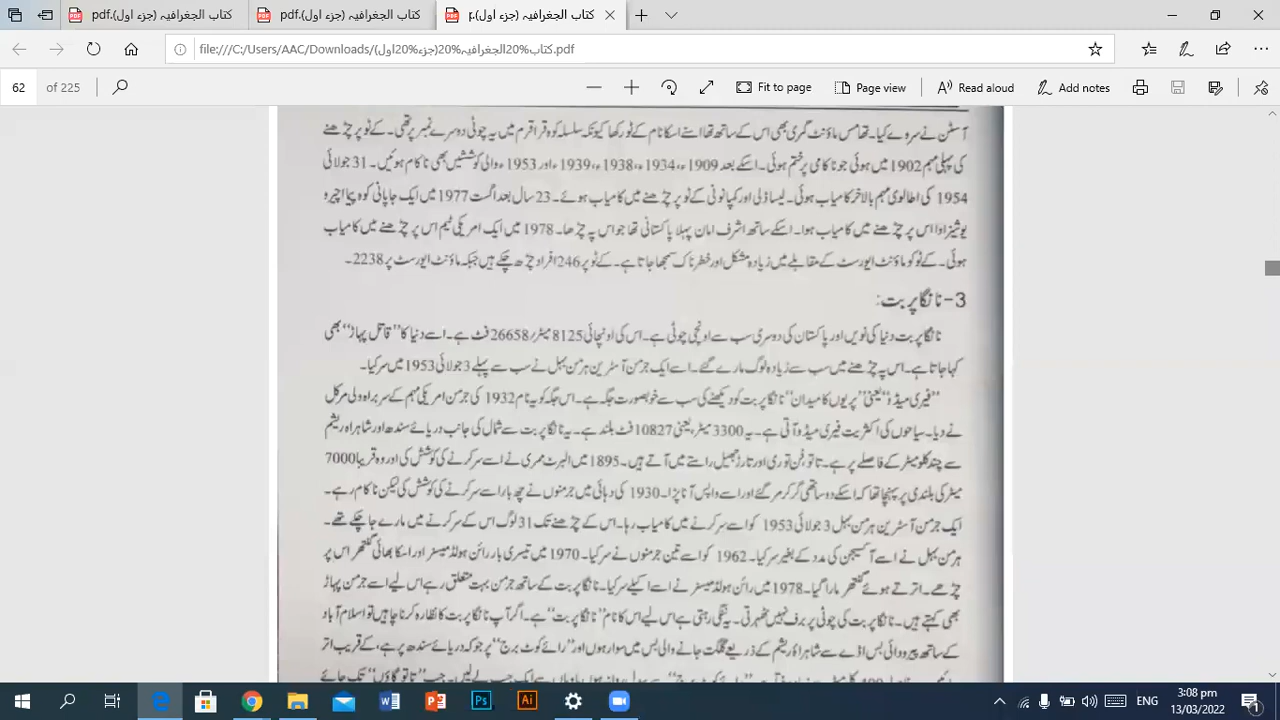 کتاب الجغرافیہ (جزء اول).pdf
کتاب الجغرافیہ (جزء اول).pdf
کتاب الجغرافیہ (جزء اول).p
file:///C:/Users/AAC/Downloads/کتاب%20الجغرافیہ%20(جزء%20اول).pdf
62 of 225
Fit to page
Page view
Read aloud
Add notes
آسٹن نے سروے کیا۔ تھامس ماؤنٹ گمری بھی اس کے ساتھ تھا اسنے اسکا نام کے ٹو رکھا کیونکہ سلسلہ کوہ قراقرم میں یہ چوٹی دوسرے نمبر پر تھی۔ کے ٹو پر چڑھنے
کی پہلی مہم 1902 میں ہوئی جو ناکامی پر ختم ہوئی۔ اسکے بعد 1909ء، 1934ء، 1938ء، 1939ء اور 1953ء والی کوششیں بھی ناکام ہوئیں۔ 31 جولائی
1954 کی اطالوی مہم بالاخر کامیاب ہوئی۔ لیساڈلی اور کمپانونی کے ٹو پر چڑھنے میں کامیاب ہوئے۔ 23 سال بعد اگست 1977 میں ایک جاپانی کوہ پیما اچیرو
یوشیزاوا اس پر چڑھنے میں کامیاب ہوا۔ اسکے ساتھ اشرف امان پہلا پاکستانی تھا جو اس پہ چڑھا۔ 1978 میں ایک امریکی ٹیم اس پر چڑھنے میں کامیاب
ہوئی۔ کے ٹو کو ماؤنٹ ایورسٹ کے مقابلے میں زیادہ مشکل اور خطرناک سمجھا جاتا ہے۔ کے ٹو پر 246 افراد چڑھ چکے ہیں جبکہ ماؤنٹ ایورسٹ پر 2238۔
3- نانگا پربت:
نانگا پربت دنیا کی نویں اور پاکستان کی دوسری سب سے اونچی چوٹی ہے۔ اس کی اونچائی 8125 میٹر/26658 فٹ ہے۔ اسے دنیا کا "قاتل پہاڑ" بھی
کہا جاتا ہے۔ اس پہ چڑھنے میں سب سے زیادہ لوگ مارے گئے۔ اسے ایک جرمن آسٹرین ہرمن بہل نے سب سے پہلے 3 جولائی 1953 میں سر کیا۔
"فیری میڈو" یعنی "پریوں کا میدان" نانگا پربت کو دیکھنے کی سب سے خوبصورت جگہ ہے۔ اس جگہ کو یہ نام 1932 کی جرمن امریکی مہم کے سربراہ ولی مرکل
نے دیا۔ سیاحوں کی اکثریت فیری میڈو آتی ہے۔ یہ 3300 میٹر یعنی 10827 فٹ بلند ہے۔ یہ نانگا پربت سے شمال کی جانب دریائے سندھ اور شاہراہ ریشم
سے چند کلومیٹر کے فاصلے پر ہے۔ تاتو، فن توری اور تارڑ جھیل راستے میں آتے ہیں۔ 1895 میں البرٹ ممری نے اسے سر کرنے کی کوشش کی اور وہ قریبا 7000
میٹر کی بلندی پر پہنچا تھا کہ اسکے دو ساتھی گر کر مر گئے اور اسے واپس آنا پڑا۔ 1930 کی دہائی میں جرمنوں نے چھ بار اسے سر کرنے کی کوشش کی لیکن ناکام رہے۔
ایک جرمن آسٹرین ہرمن بہل 3 جولائی 1953 کو اسے سر کرنے میں کامیاب رہا۔ اس کے چڑھنے تک 31 لوگ اس کے سر کرنے میں مارے جا چکے تھے۔
ہرمن بہل نے اسے آکسیجن کی مدد کے بغیر سر کیا۔ 1962 کو اسے تین جرمنوں نے سر کیا۔ 1970 میں تیسری بار رائن ہولڈ میسنر اور اسکا بھائی گنتھر اس پر
چڑھے۔ اترتے ہوئے گنتھر مارا گیا۔ 1978 میں رائن ہولڈ میسنر نے اسے اکیلے سر کیا۔ نانگا پربت کے ساتھ جرمن بہت متعلق رہے اس لیے اسے جرمن پہاڑ
بھی کہتے ہیں۔ نانگا پربت کی چوٹی پر برف نہیں ٹھہرتی۔ یہ ننگی رہتی ہے اس لیے اس کا نام "نانگا پربت" ہے۔ اگر آپ نانگا پربت کا نظارہ کرنا چاہیں تو اسلام آباد
کے ساتھ پیرودائی بس اڈے سے شاہراہ ریشم کے ذریعے گلگت جانے والی بس میں سوار ہوں اور "رائے کوٹ برج" پر جو کہ دریائے سندھ پر ہے، کے قریب اتر
3:08 pm
ENG
13/03/2022